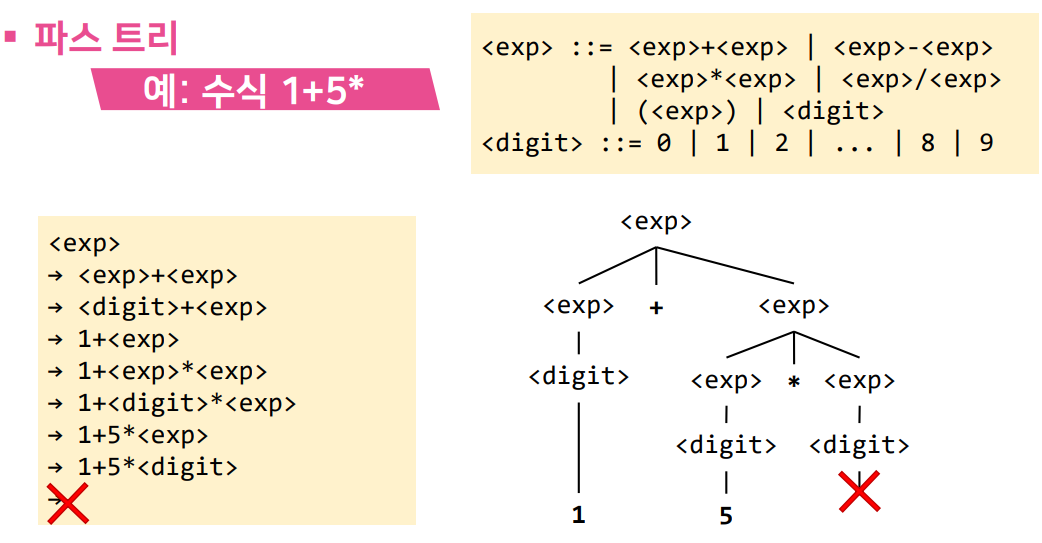 ▪ 파스 트리
예: 수식 1+5*
<exp> ::= <exp>+<exp> | <exp>-<exp>
| <exp>*<exp> | <exp>/<exp>
| (<exp>) | <digit>
<digit> ::= 0 | 1 | 2 | ... | 8 | 9
<exp>
→ <exp>+<exp>
→ <digit>+<exp>
→ 1+<exp>
→ 1+<exp>*<exp>
→ 1+<digit>*<exp>
→ 1+5*<exp>
→ 1+5*<digit>
→
<exp>
<exp> + <exp>
<digit> <exp> * <exp>
<digit> <digit>
1 5